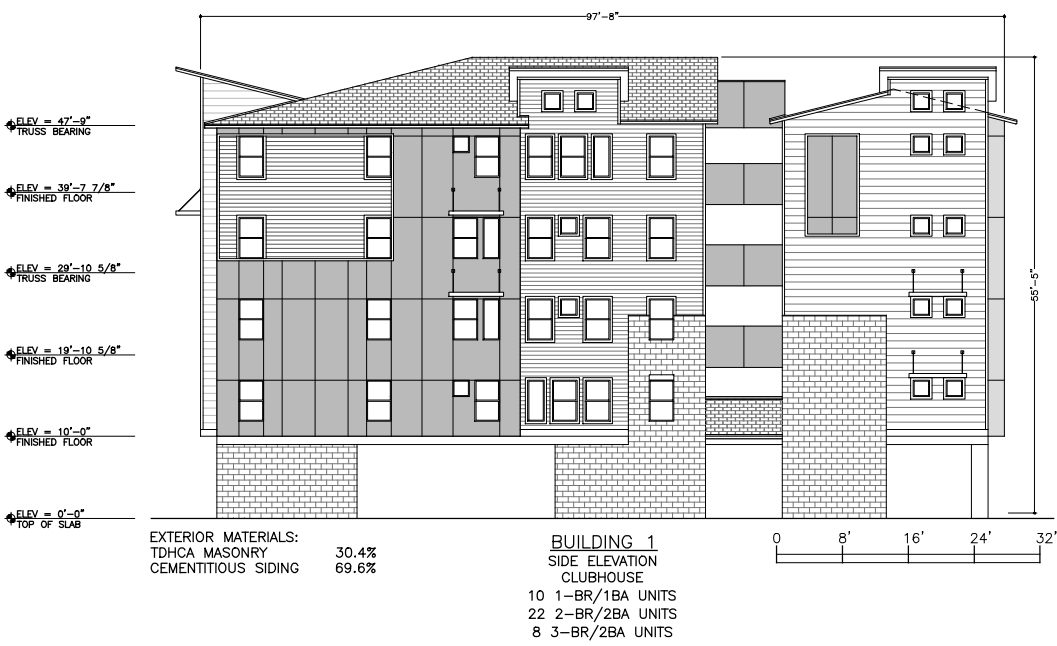 97'-8"
ELEV = 47'-9"
TRUSS BEARING
ELEV = 39'-7 7/8"
FINISHED FLOOR
ELEV = 29'-10 5/8"
TRUSS BEARING
55'-5"
ELEV = 19'-10 5/8"
FINISHED FLOOR
ELEV = 10'-0"
FINISHED FLOOR
ELEV = 0'-0"
TOP OF SLAB
EXTERIOR MATERIALS:
TDHCA MASONRY 30.4%
CEMENTITIOUS SIDING 69.6%
BUILDING 1
SIDE ELEVATION
CLUBHOUSE
10 1-BR/1BA UNITS
22 2-BR/2BA UNITS
8 3-BR/2BA UNITS
0 8' 16' 24' 32'